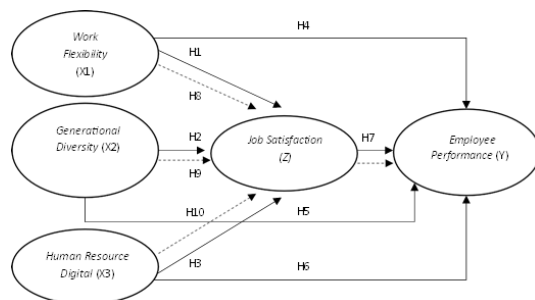 H4
Work
Flexibility
(X1)
H1
H8
Generational
Diversity (X2)
H2
H9
Job Satisfaction
(Z)
H7
Employee
Performance (Y)
H10
H5
Human Resource
Digital (X3)
H3
H6